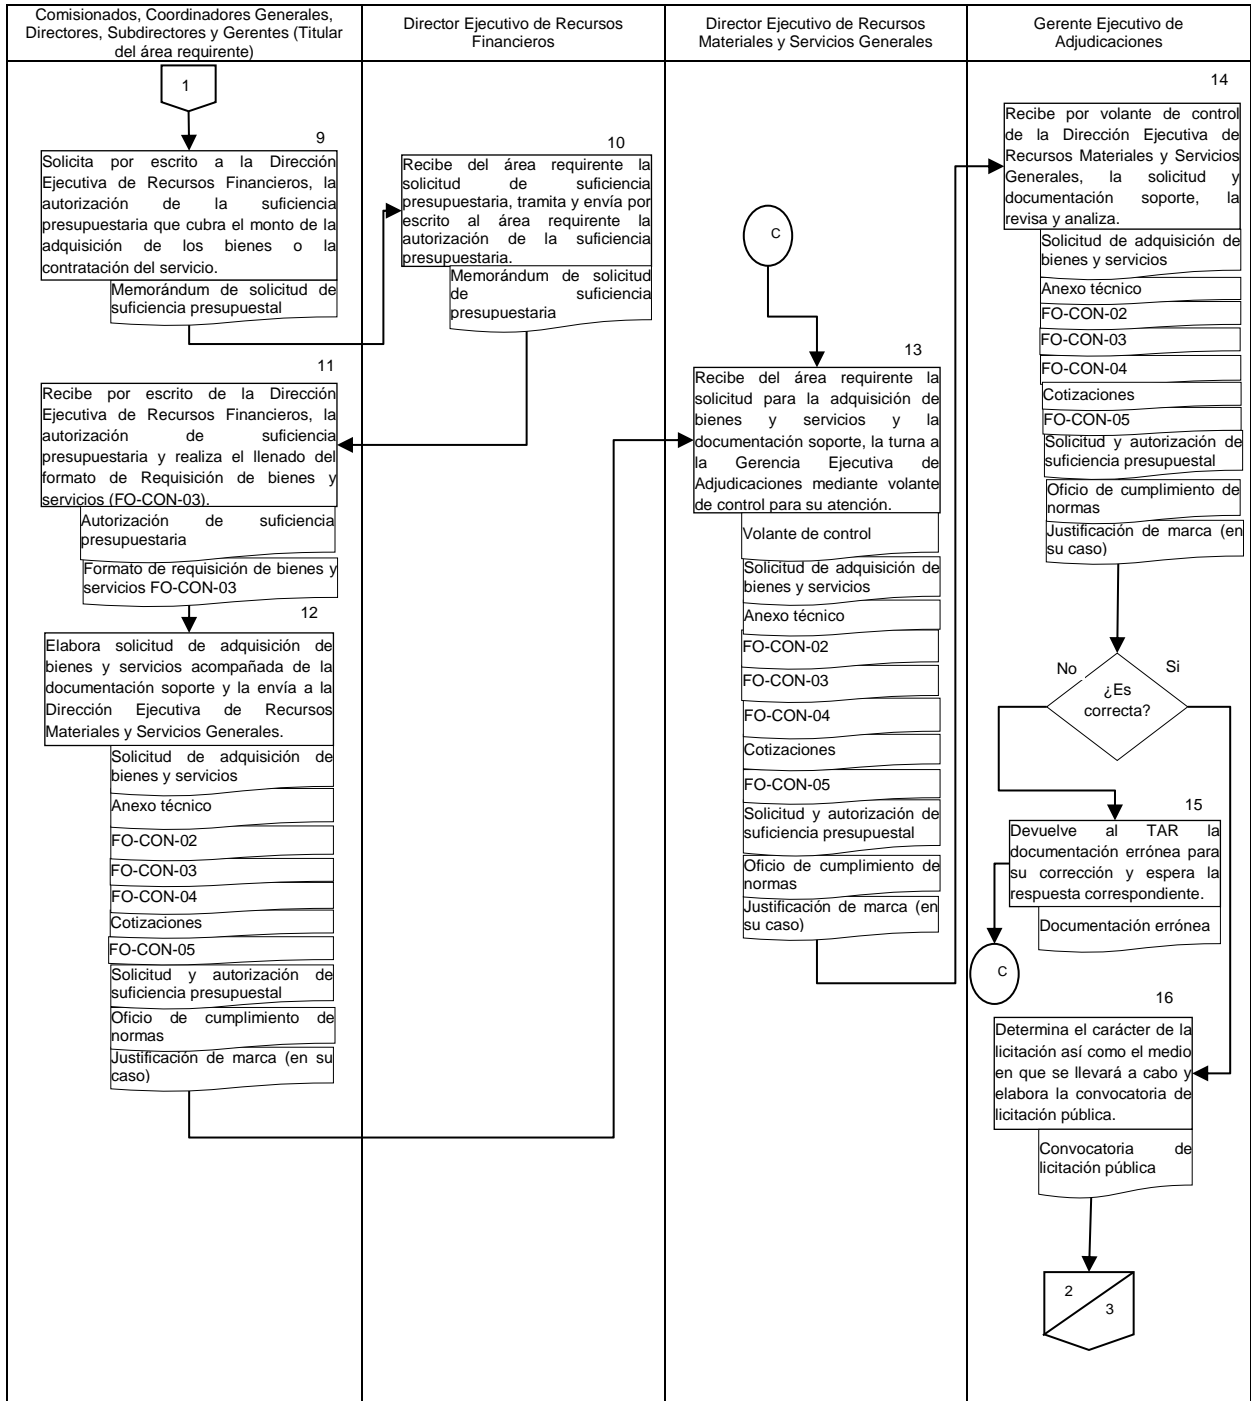 Comisionados, Coordinadores Generales,
Directores, Subdirectores y Gerentes (Titular
del área requirente)
Director Ejecutivo de Recursos
Financieros
Director Ejecutivo de Recursos
Materiales y Servicios Generales
Gerente Ejecutivo de
Adjudicaciones
1
9
Solicita por escrito a la Dirección
Ejecutiva de Recursos Financieros, la
autorización de la suficiencia
presupuestaria que cubra el monto de la
adquisición de los bienes o la
contratación del servicio.
Memorándum de solicitud de
suficiencia presupuestal
10
Recibe del área requirente la
solicitud de suficiencia
presupuestaria, tramita y envía por
escrito al área requirente la
autorización de la suficiencia
presupuestaria.
Memorándum de solicitud
de suficiencia
presupuestaria
11
Recibe por escrito de la Dirección
Ejecutiva de Recursos Financieros, la
autorización de suficiencia
presupuestaria y realiza el llenado del
formato de Requisición de bienes y
servicios (FO-CON-03).
Autorización de suficiencia
presupuestaria
Formato de requisición de bienes y
servicios FO-CON-03
12
Elabora solicitud de adquisición de
bienes y servicios acompañada de la
documentación soporte y la envía a la
Dirección Ejecutiva de Recursos
Materiales y Servicios Generales.
Solicitud de adquisición de
bienes y servicios
Anexo técnico
FO-CON-02
FO-CON-03
FO-CON-04
Cotizaciones
FO-CON-05
Solicitud y autorización de
suficiencia presupuestal
Oficio de cumplimiento de
normas
Justificación de marca (en su
caso)
C
13
Recibe del área requirente la
solicitud para la adquisición de
bienes y servicios y la
documentación soporte, la turna a
la Gerencia Ejecutiva de
Adjudicaciones mediante volante
de control para su atención.
Volante de control
Solicitud de adquisición de
bienes y servicios
Anexo técnico
FO-CON-02
FO-CON-03
FO-CON-04
Cotizaciones
FO-CON-05
Solicitud y autorización de
suficiencia presupuestal
Oficio de cumplimiento de
normas
Justificación de marca (en
su caso)
14
Recibe por volante de control
de la Dirección Ejecutiva de
Recursos Materiales y Servicios
Generales, la solicitud y
documentación soporte, la
revisa y analiza.
Solicitud de adquisición de
bienes y servicios
Anexo técnico
FO-CON-02
FO-CON-03
FO-CON-04
Cotizaciones
FO-CON-05
Solicitud y autorización de
suficiencia presupuestal
Oficio de cumplimiento de
normas
Justificación de marca (en
su caso)
No
Si
¿Es
correcta?
15
Devuelve al TAR la
documentación errónea para
su corrección y espera la
respuesta correspondiente.
Documentación errónea
C
16
Determina el carácter de la
licitación así como el medio
en que se llevará a cabo y
elabora la convocatoria de
licitación pública.
Convocatoria de
licitación pública
2
3